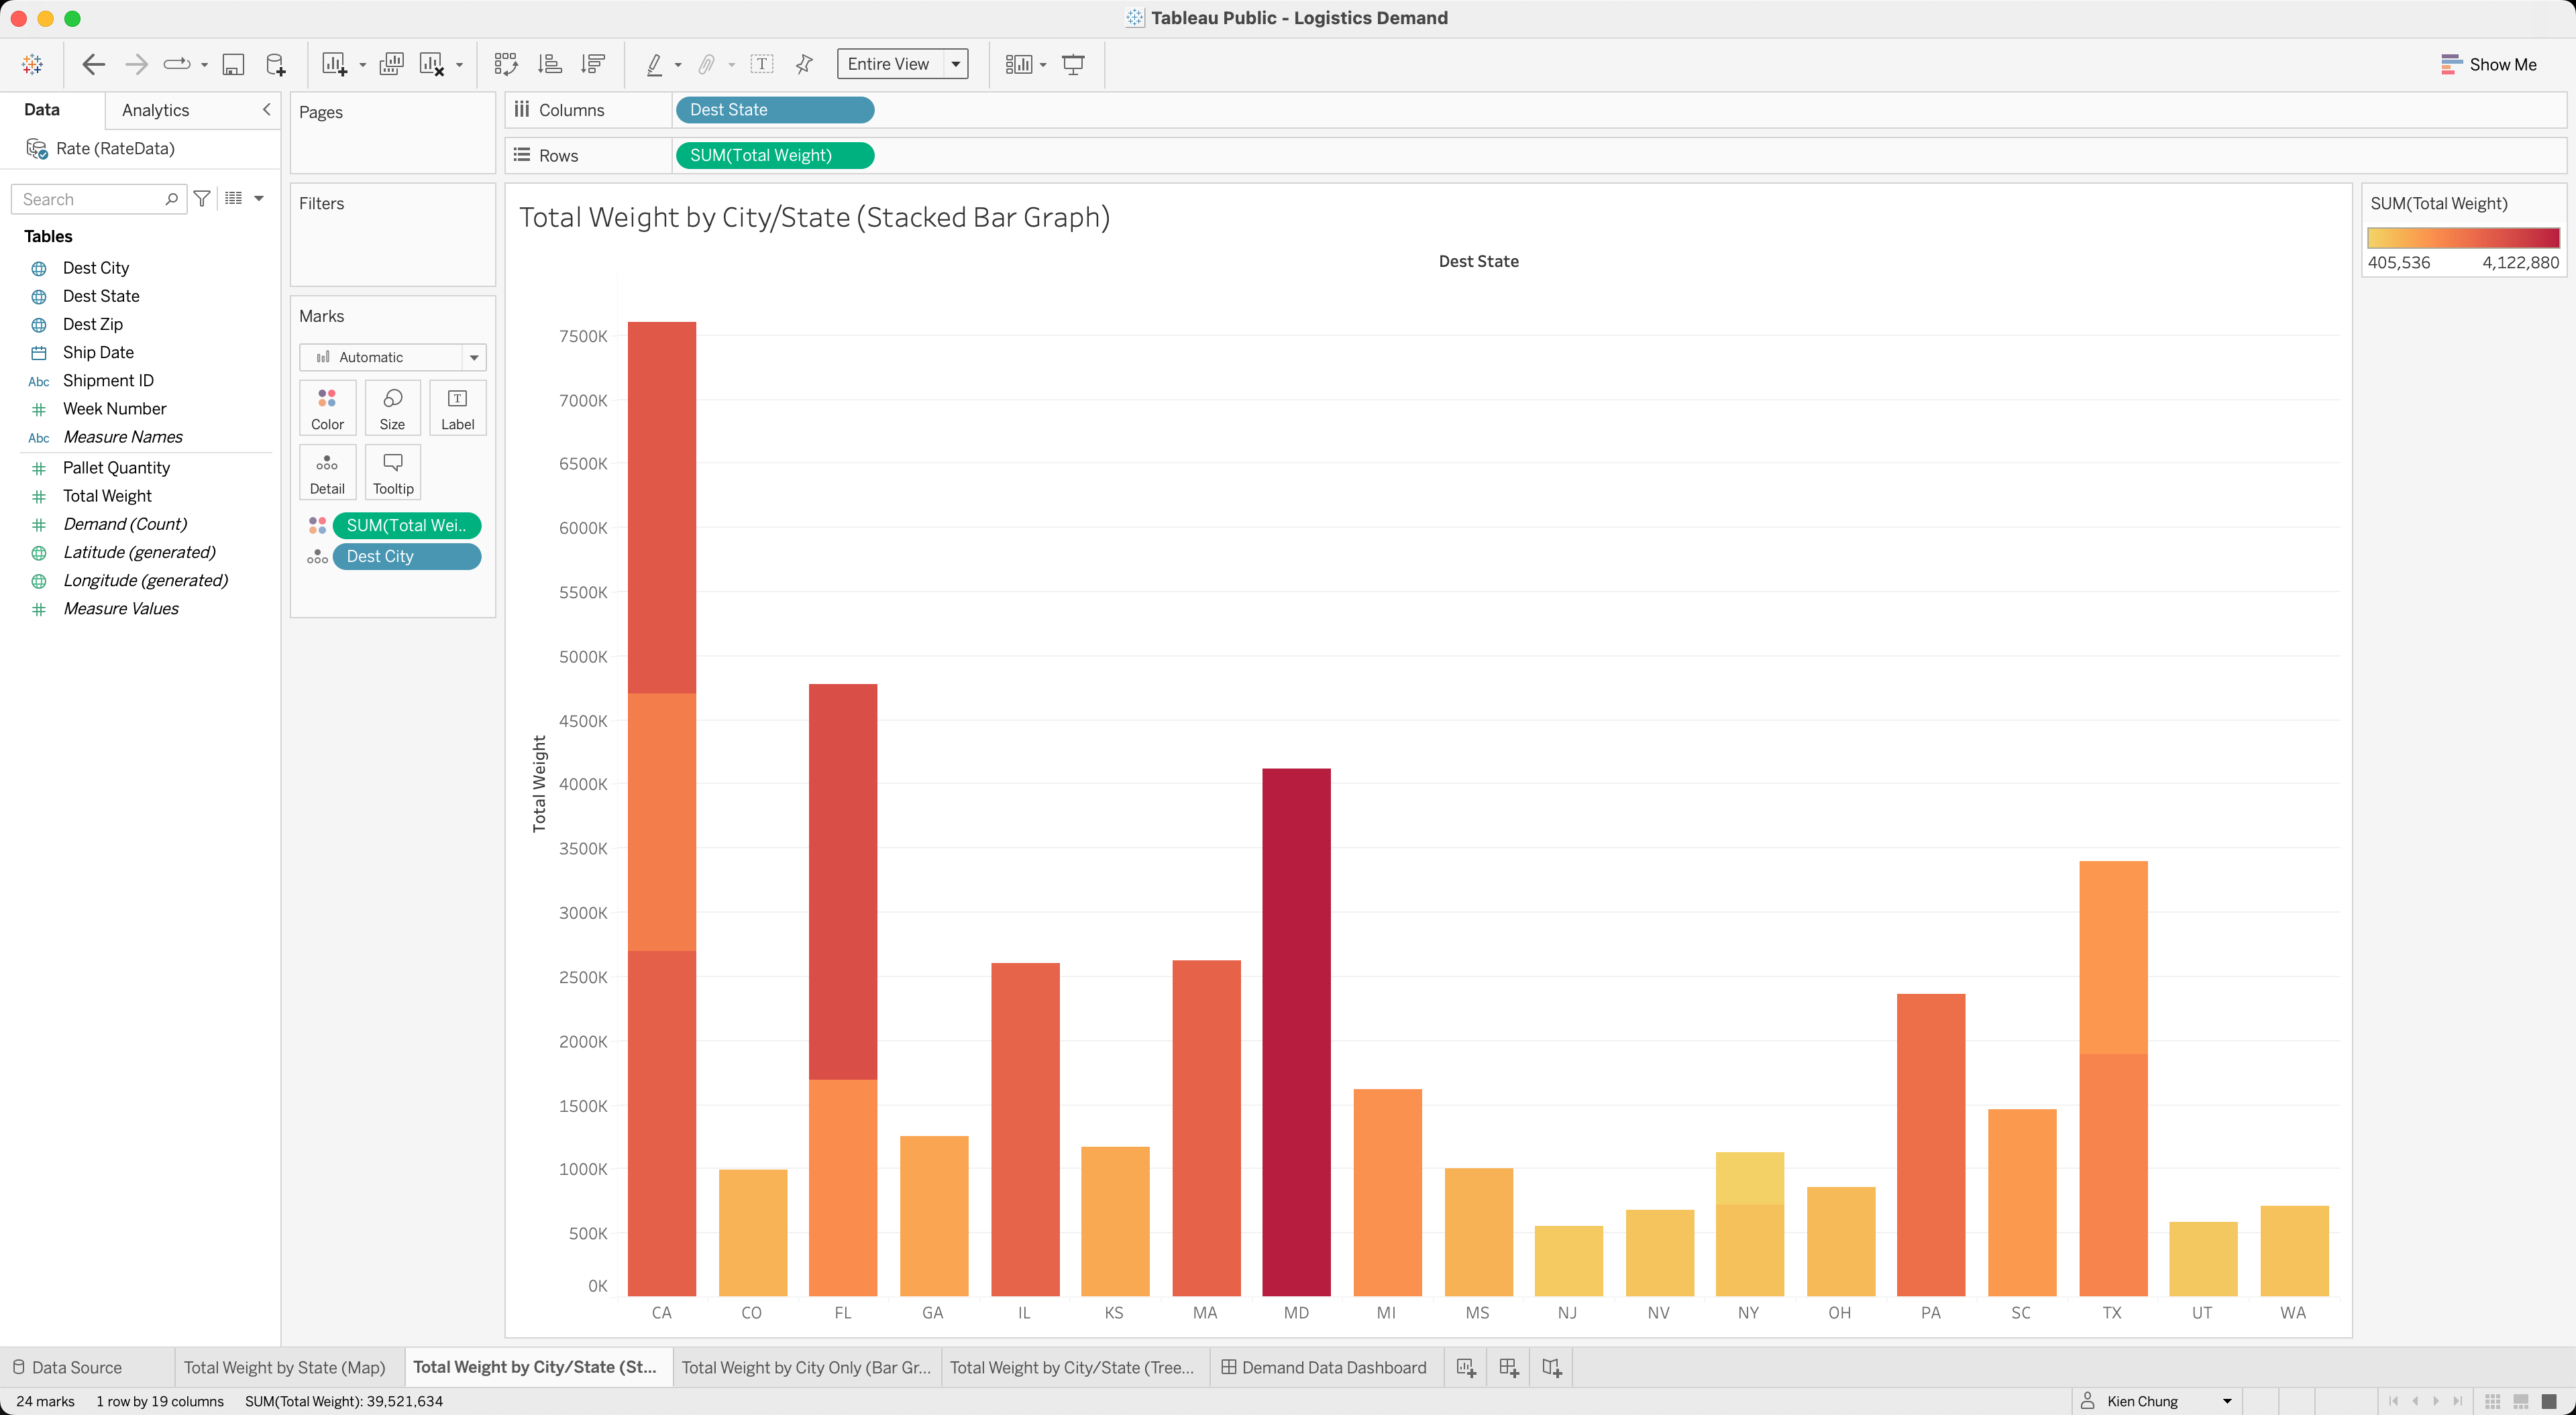 Tableau Public - Logistics Demand
Entire View
Show Me
Data
Analytics
Rate (RateData)
Search
Tables
Dest City
Dest State
Dest Zip
Ship Date
Abc Shipment ID
Week Number
Abc Measure Names
Pallet Quantity
Total Weight
Demand (Count)
Latitude (generated)
Longitude (generated)
Measure Values
Pages
Filters
Marks
Automatic
Color Size Label
Detail Tooltip
SUM(Total Wei..
Dest City
Columns Dest State
Rows SUM(Total Weight)
Total Weight by City/State (Stacked Bar Graph)
Dest State
Total Weight
7500K
7000K
6500K
6000K
5500K
5000K
4500K
4000K
3500K
3000K
2500K
2000K
1500K
1000K
500K
0K
CA CO FL GA IL KS MA MD MI MS NJ NV NY OH PA SC TX UT WA
SUM(Total Weight)
405,536 4,122,880
Data Source Total Weight by State (Map) Total Weight by City/State (St... Total Weight by City Only (Bar Gr... Total Weight by City/State (Tree... Demand Data Dashboard
24 marks 1 row by 19 columns SUM(Total Weight): 39,521,634 Kien Chung